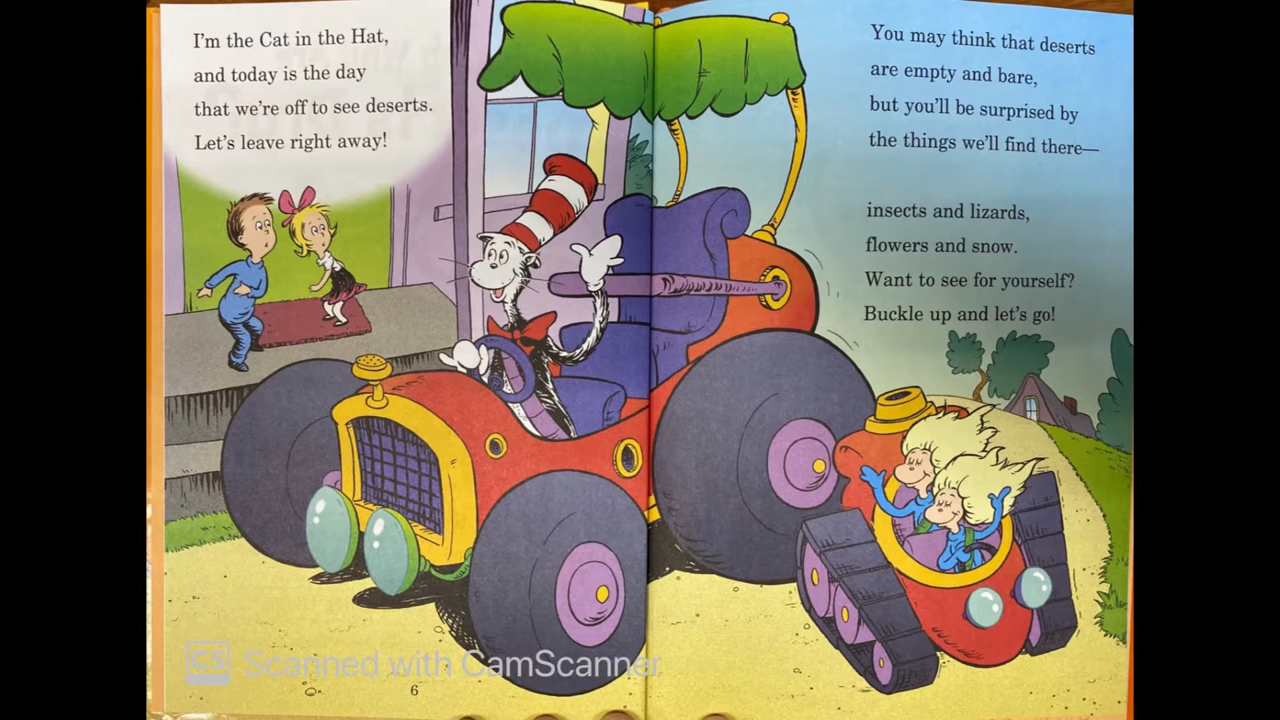 I'm the Cat in the Hat,
and today is the day
that we're off to see deserts.
Let's leave right away!
You may think that deserts
are empty and bare,
but you'll be surprised by
the things we'll find there—
insects and lizards,
flowers and snow.
Want to see for yourself?
Buckle up and let's go!
CS Scanned with CamScanner
6